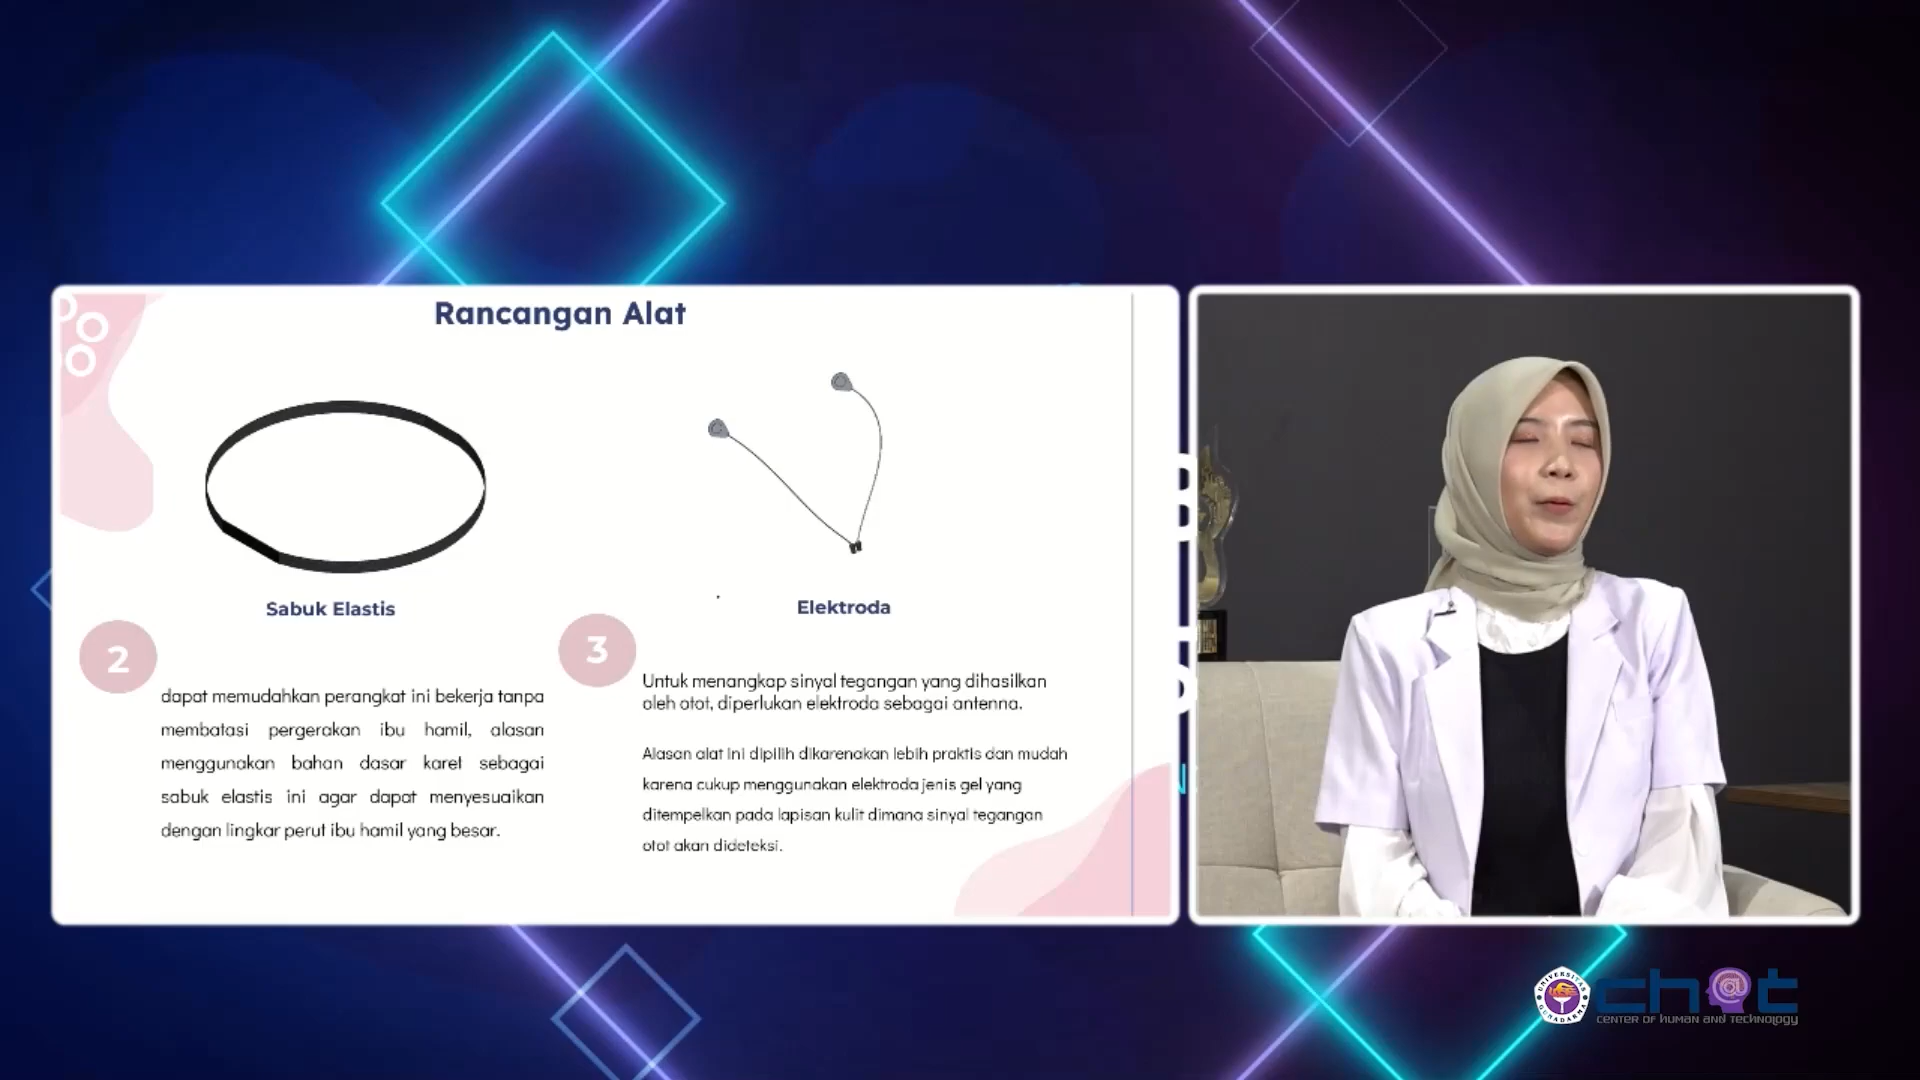 Rancangan Alat
Sabuk Elastis
2
dapat memudahkan perangkat ini bekerja tanpa
membatasi pergerakan ibu hamil, alasan
menggunakan bahan dasar karet sebagai
sabuk elastis ini agar dapat menyesuaikan
dengan lingkar perut ibu hamil yang besar.
Elektroda
3
Untuk menangkap sinyal tegangan yang dihasilkan
oleh otot, diperlukan elektroda sebagai antenna.
Alasan alat ini dipilih dikarenakan lebih praktis dan mudah
karena cukup menggunakan elektroda jenis gel yang
ditempelkan pada lapisan kulit dimana sinyal tegangan
otot akan dideteksi.
UNIVERSITAS GUNADARMA
ch@t
CENTER OF HUMAN AND TECHNOLOGY